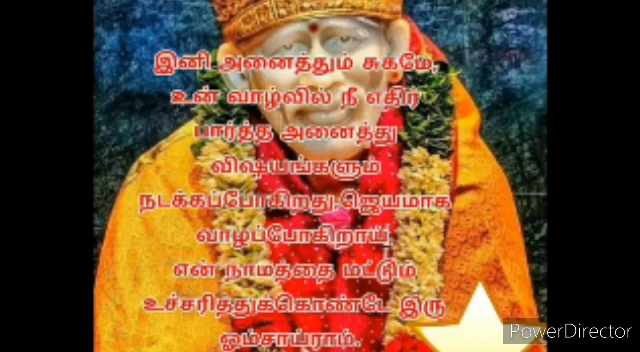 இனி அனைத்தும் சுகமே,
உன் வாழ்வில் நீ எதிர்
பார்த்த அனைத்து
விஷயங்களும்
நடக்கப்போகிறது,ஜெயமாக
வாழப்போகிறாய்
என் நாமத்தை மட்டும்
உச்சரித்துக்கொண்டே இரு
ஓம்சாய்ராம்.
PowerDirector